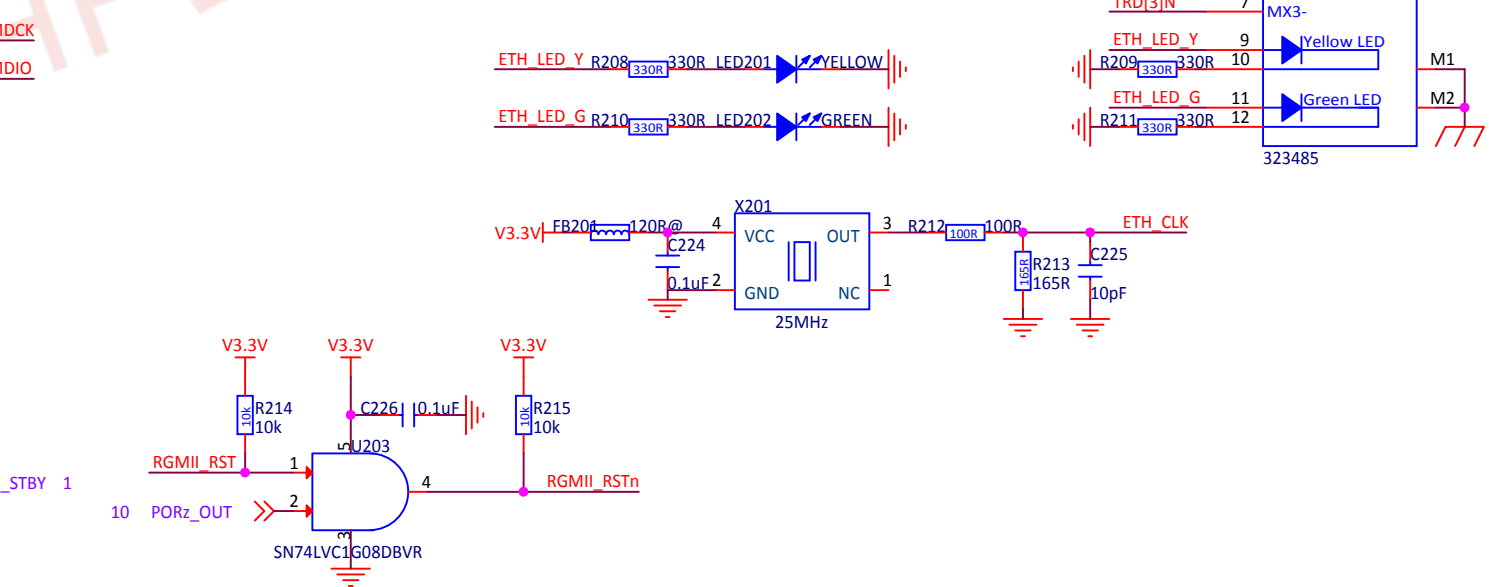 TRD[3]N 7 MX3-
MDCK
MDIO
ETH_LED_Y R208 330R 330R LED201 YELLOW
ETH_LED_G R210 330R 330R LED202 GREEN
ETH_LED_Y 9 Yellow LED
R209 330R 330R 10 M1
ETH_LED_G 11 Green LED M2
R211 330R 330R 12
323485
X201
V3.3V FB201 120R@ 4 VCC OUT 3 R212 100R 100R ETH_CLK
C224
0.1uF 2 GND NC 1
25MHz
165R R213
165R
C225
10pF
V3.3V V3.3V V3.3V
10k R214
10k
C226 0.1uF
10k R215
10k
5 U203
RGMII_RST 1
4 RGMII_RSTn
_STBY 1
10 PORz_OUT 2
3
SN74LVC1G08DBVR